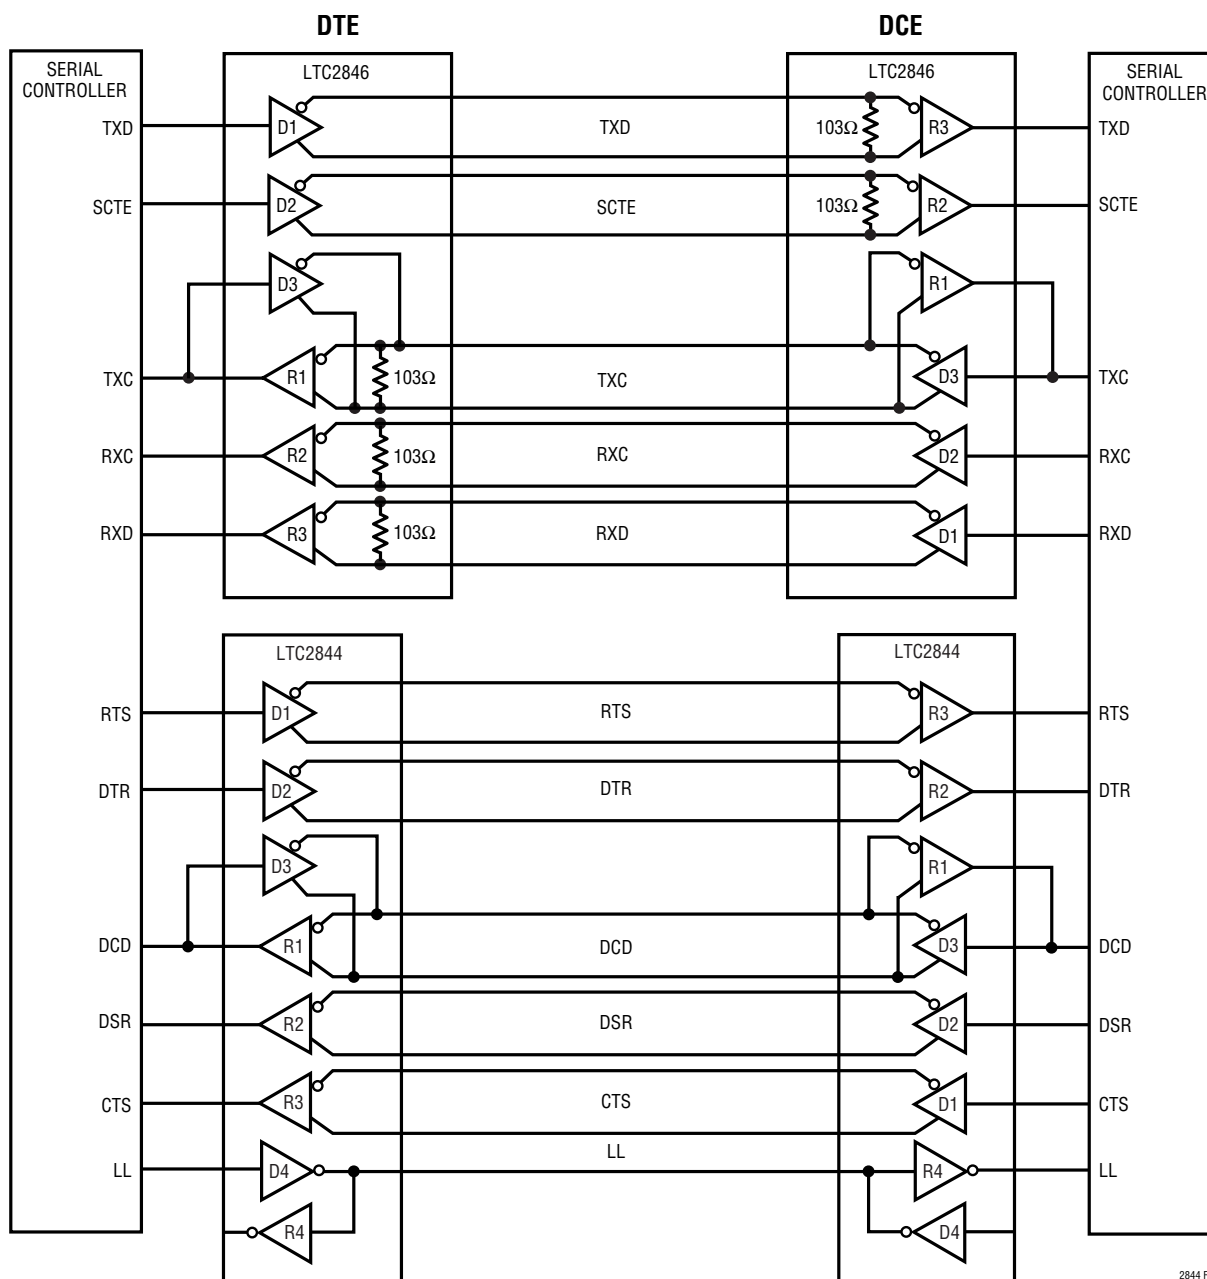 DTE
DCE
SERIAL
CONTROLLER
LTC2846
LTC2846
SERIAL
CONTROLLER
TXD
D1
TXD
103Ω
R3
TXD
SCTE
D2
SCTE
103Ω
R2
SCTE
D3
R1
TXC
R1
103Ω
TXC
D3
TXC
RXC
R2
103Ω
RXC
D2
RXC
RXD
R3
103Ω
RXD
D1
RXD
LTC2844
LTC2844
RTS
D1
RTS
R3
RTS
DTR
D2
DTR
R2
DTR
D3
R1
DCD
R1
DCD
D3
DCD
DSR
R2
DSR
D2
DSR
CTS
R3
CTS
D1
CTS
LL
D4
LL
R4
LL
R4
D4
2844 F